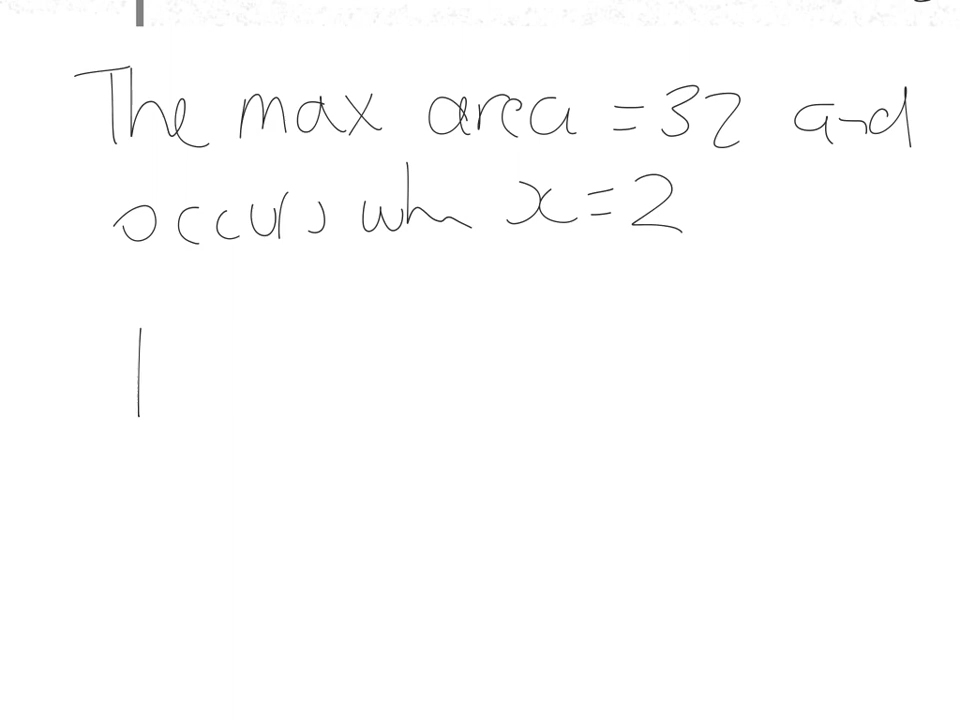 The max area = 32 and
occurs when x = 2